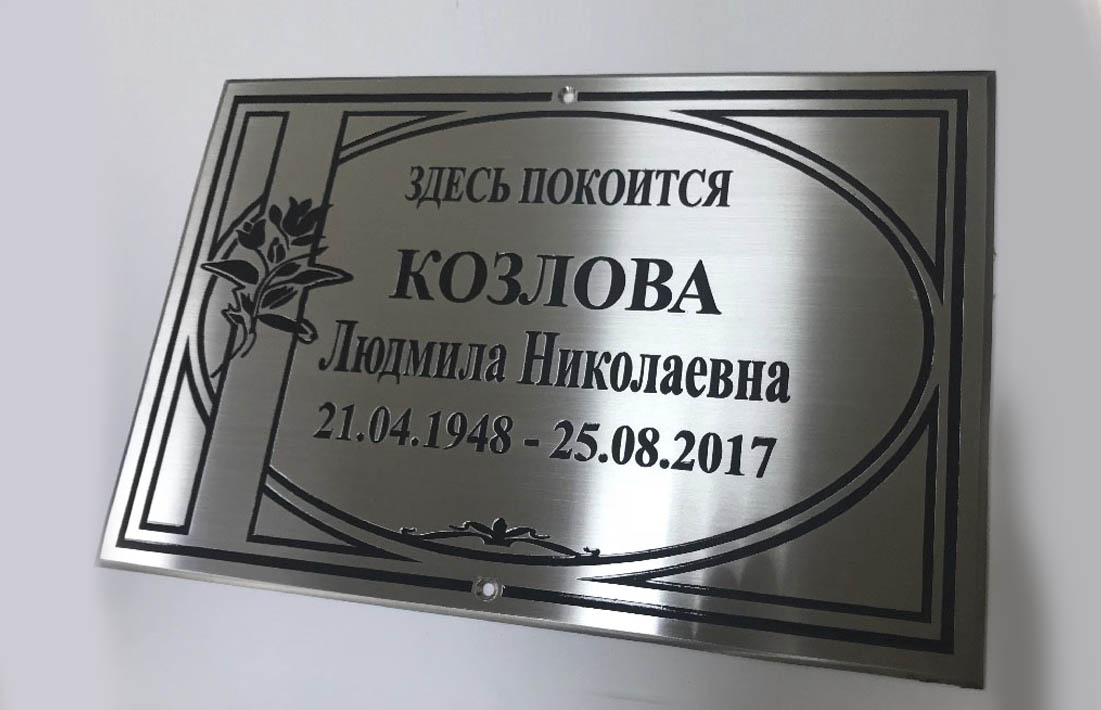 ЗДЕСЬ ПОКОИТСЯ
КОЗЛОВА
Людмила Николаевна
21.04.1948 - 25.08.2017